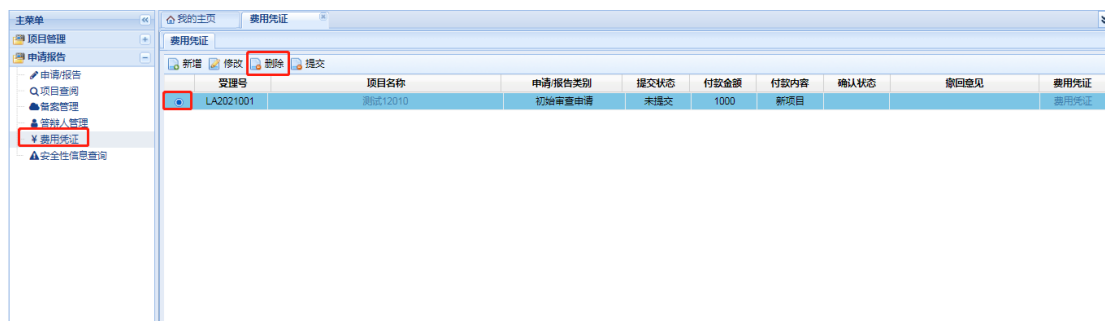 主菜单 我的主页 费用凭证
项目管理 费用凭证
申请报告 新增 修改 删除 提交
申请/报告 受理号 项目名称 申请/报告类别 提交状态 付款金额 付款内容 确认状态 撤回意见 费用凭证
项目查阅 LA2021001 测试12010 初始审查申请 未提交 1000 新项目 费用凭证
备案管理
答辩人管理
¥费用凭证
安全性信息查询